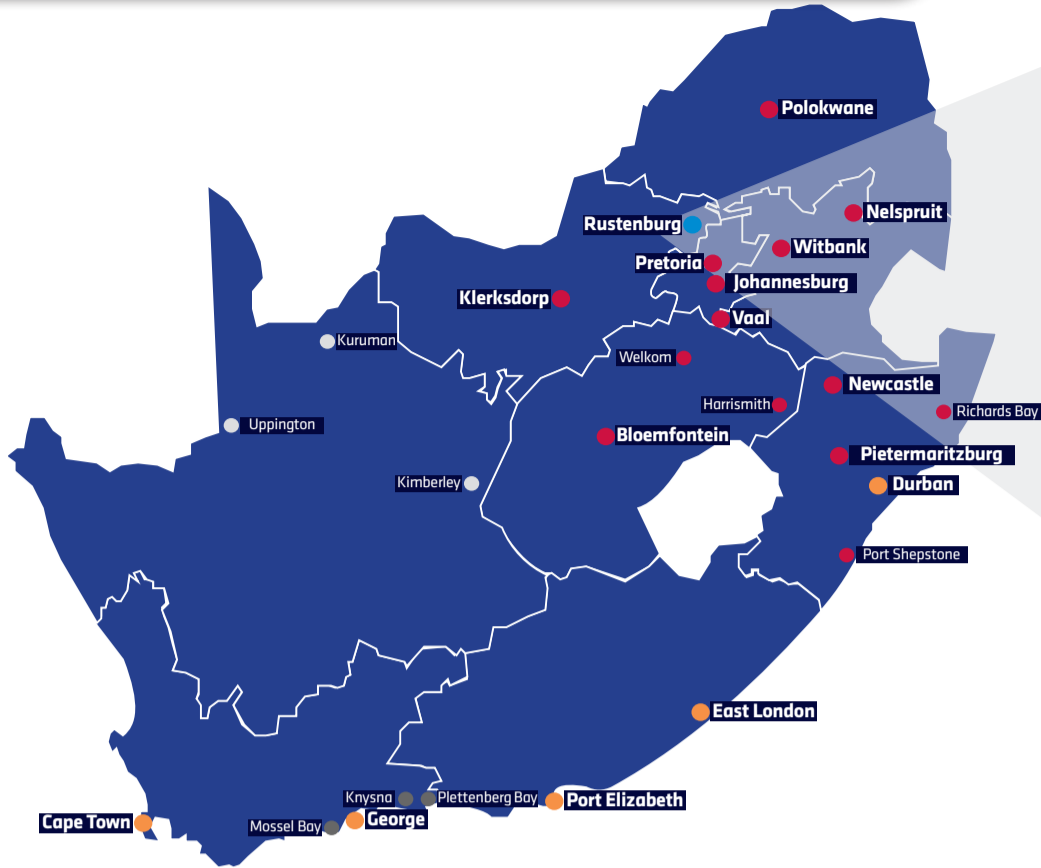 Polokwane
Nelspruit
Rustenburg
Witbank
Pretoria
Johannesburg
Klerksdorp
Vaal
Kuruman
Welkom
Newcastle
Harrismith
Richards Bay
Uppington
Bloemfontein
Pietermaritzburg
Kimberley
Durban
Port Shepstone
East London
Knysna
Plettenberg Bay
Port Elizabeth
Cape Town
Mossel Bay
George